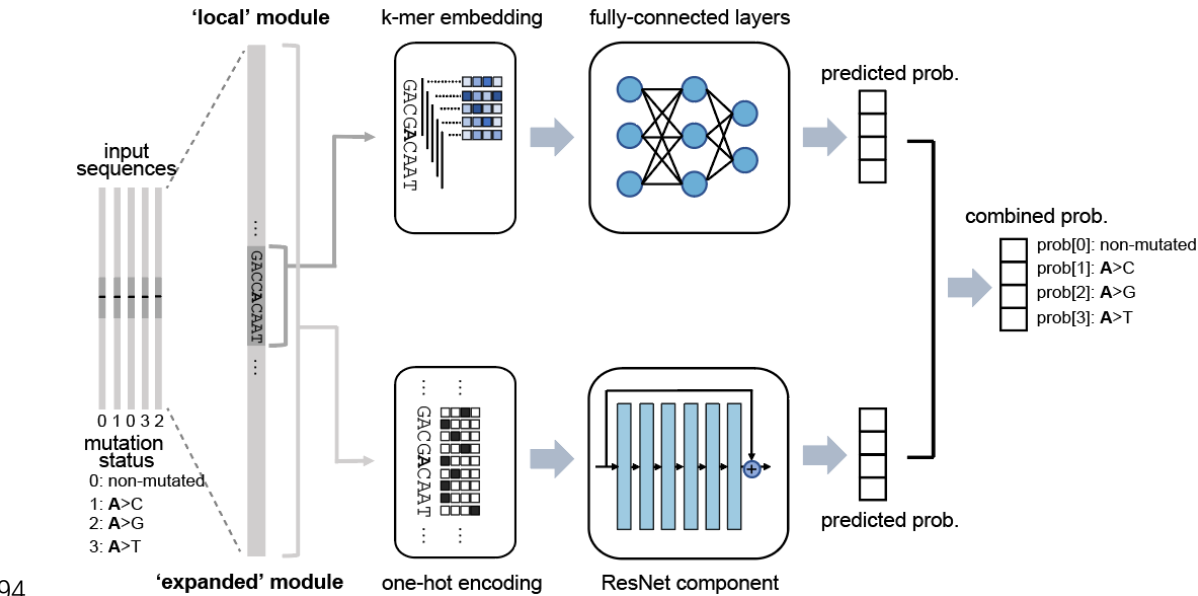 'local' module
k-mer embedding
fully-connected layers
predicted prob.
input
sequences
GACGACAAT
combined prob.
prob[0]: non-mutated
prob[1]: A>C
prob[2]: A>G
prob[3]: A>T
...
GACCACAAT
...
0 1 0 3 2
mutation
status
0: non-mutated
1: A>C
2: A>G
3: A>T
... ...
GACGACAAT
... ...
+
predicted prob.
'expanded' module
one-hot encoding
ResNet component
94